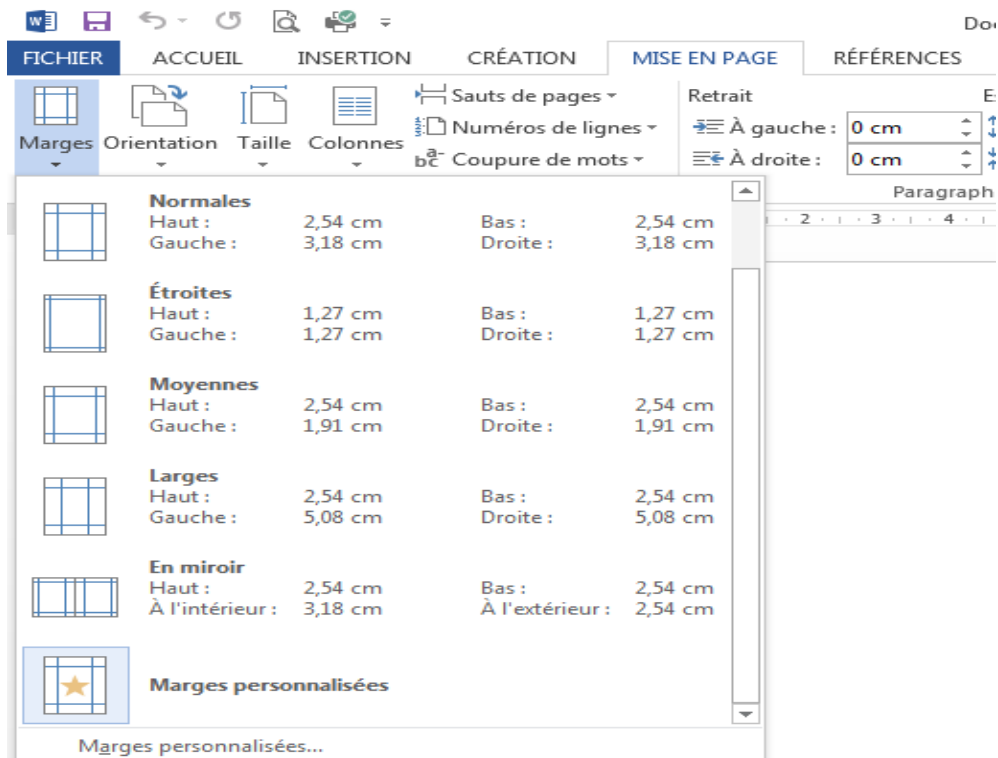 Doc
FICHIER ACCUEIL INSERTION CRÉATION MISE EN PAGE RÉFÉRENCES
Marges Orientation Taille Colonnes
Sauts de pages
Numéros de lignes
Coupure de mots
Retrait
À gauche : 0 cm
À droite : 0 cm
Paragraph
2 3 4
Normales
Haut : 2,54 cm Bas : 2,54 cm
Gauche : 3,18 cm Droite : 3,18 cm
Étroites
Haut : 1,27 cm Bas : 1,27 cm
Gauche : 1,27 cm Droite : 1,27 cm
Moyennes
Haut : 2,54 cm Bas : 2,54 cm
Gauche : 1,91 cm Droite : 1,91 cm
Larges
Haut : 2,54 cm Bas : 2,54 cm
Gauche : 5,08 cm Droite : 5,08 cm
En miroir
Haut : 2,54 cm Bas : 2,54 cm
À l'intérieur : 3,18 cm À l'extérieur : 2,54 cm
Marges personnalisées
Marges personnalisées...